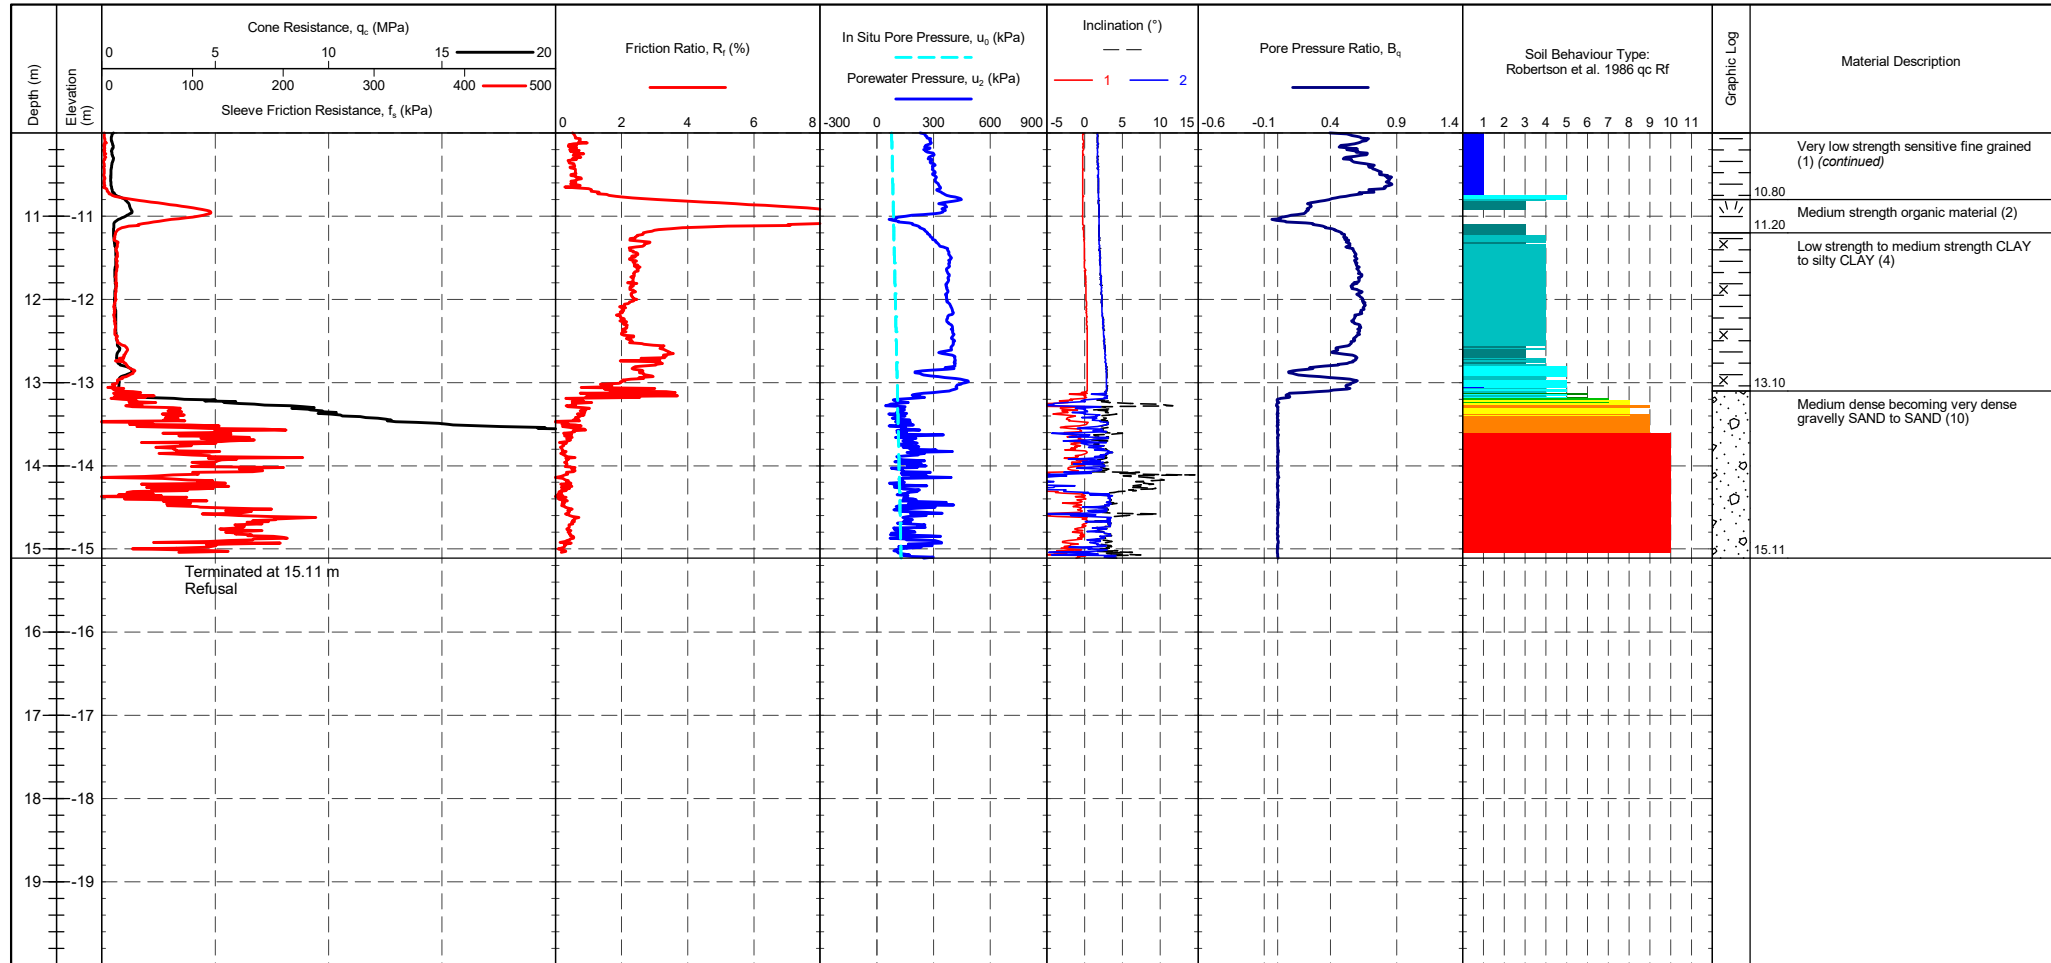 Depth (m)
Elevation
(m)
Cone Resistance, qc (MPa)
0 5 10 15 20
100 200 300 400 500
Sleeve Friction Resistance, fs (kPa)
Friction Ratio, Rf (%)
0 2 4 6 8
In Situ Pore Pressure, u0 (kPa)
Porewater Pressure, u2 (kPa)
-300 0 300 600 900
Inclination (°)
1 2
-5 0 5 10 15
Pore Pressure Ratio, Bq
-0.6 -0.1 0.4 0.9 1.4
Soil Behaviour Type:
Robertson et al. 1986 qc Rf
1 2 3 4 5 6 7 8 9 10 11
Graphic Log
Material Description
Very low strength sensitive fine grained
(1) (continued)
10.80
Medium strength organic material (2)
11 -11
11.20
Low strength to medium strength CLAY
to silty CLAY (4)
12 -12
13 -13
13.10
Medium dense becoming very dense
gravelly SAND to SAND (10)
14 -14
15 -15
15.11
Terminated at 15.11 m
Refusal
16 -16
17 -17
18 -18
19 -19